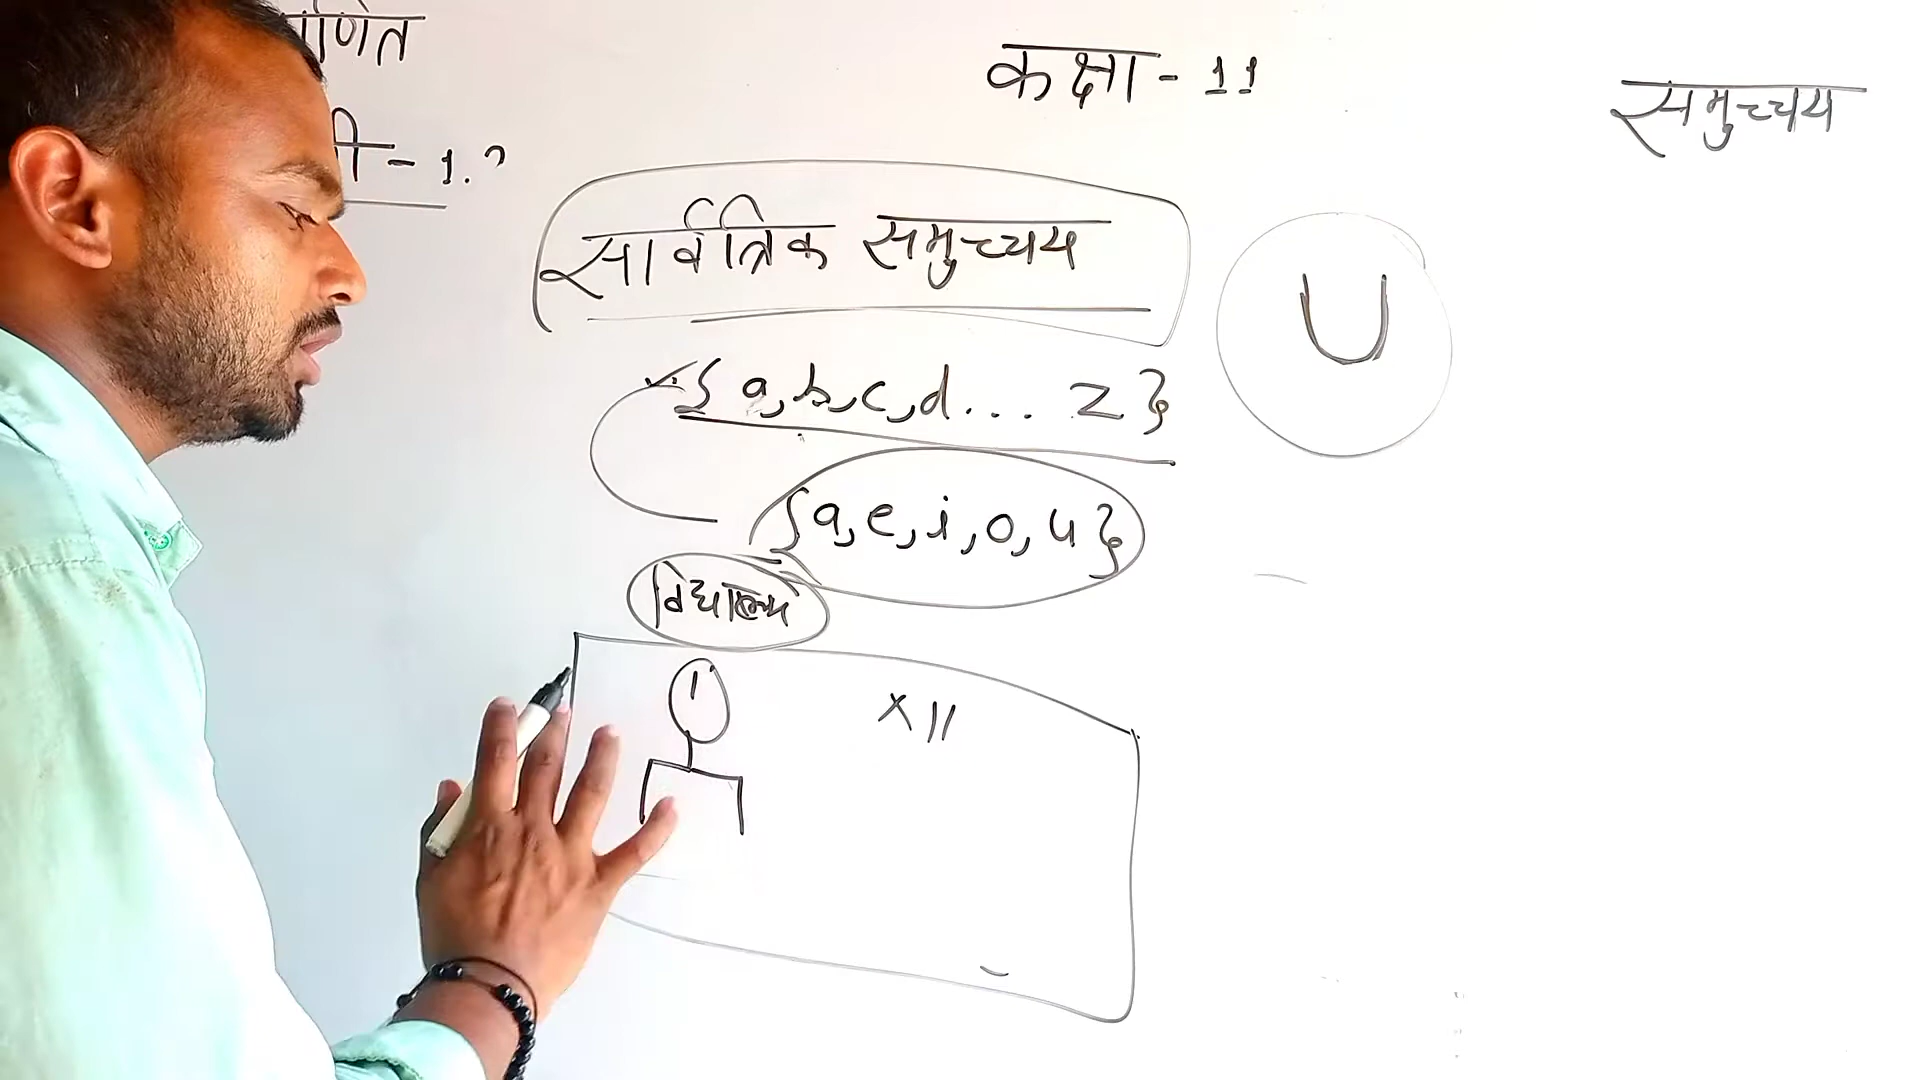 कक्षा - 11
समुच्चय
सार्वत्रिक समुच्चय
U
{ a, b, c, d ... z }
{ a, e, i, o, u }
विद्यालय
XII